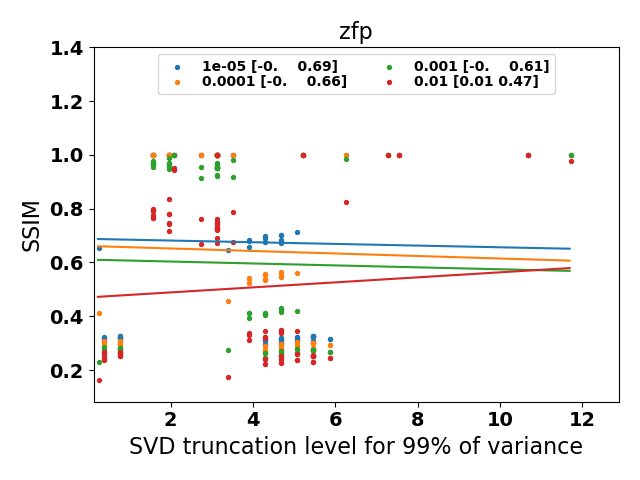 zfp
1e-05 [-0. 0.69]
0.0001 [-0. 0.66]
0.001 [-0. 0.61]
0.01 [0.01 0.47]
1.4
1.2
1.0
0.8
0.6
0.4
0.2
SSIM
2 4 6 8 10 12
SVD truncation level for 99% of variance